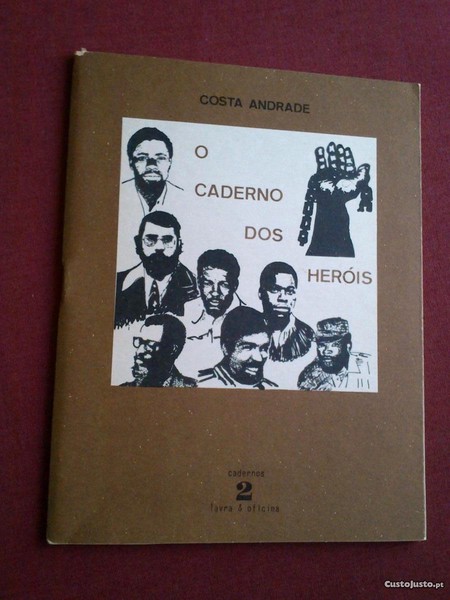 COSTA ANDRADE
O
CADERNO
DOS
HERÓIS
cadernos
2
lavra & oficina
CustoJusto.pt